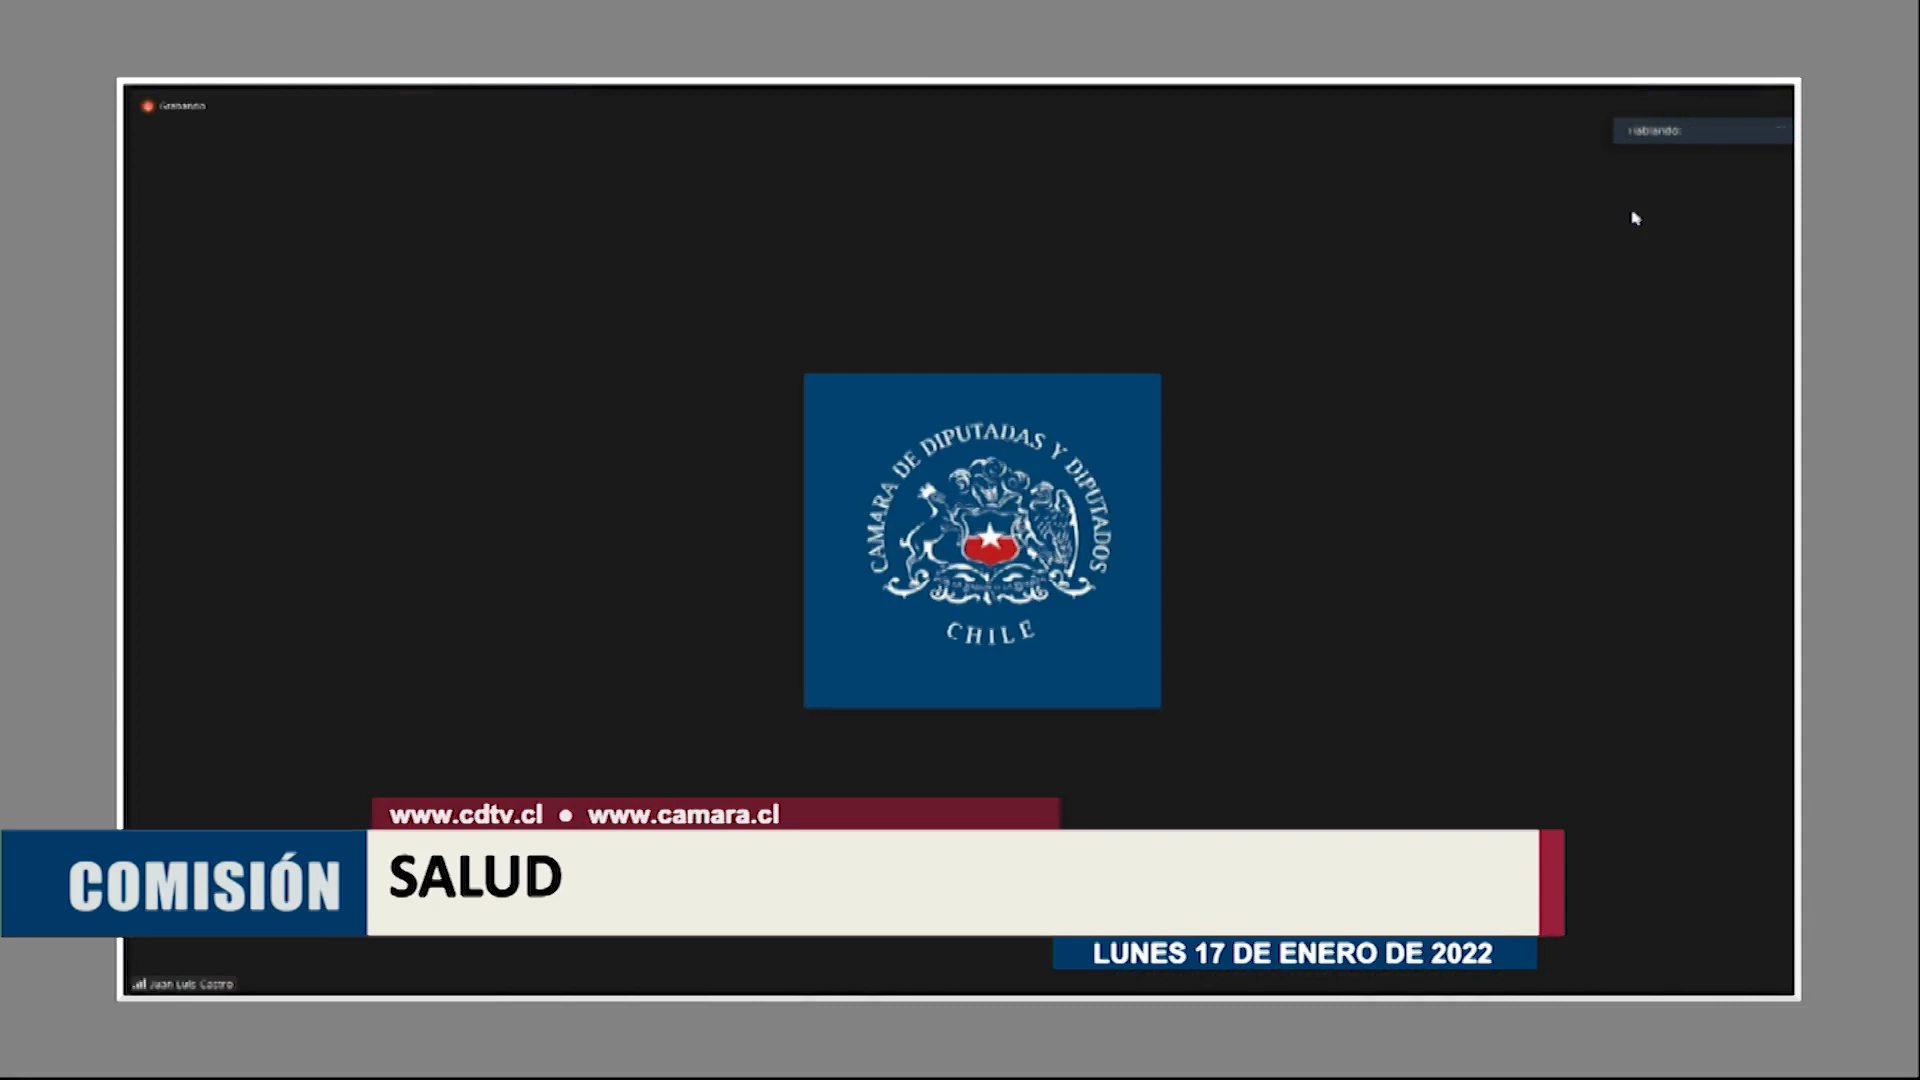 Grabando
Hablando:
CAMARA DE DIPUTADAS Y DIPUTADOS
CHILE
www.cdtv.cl • www.camara.cl
COMISIÓN
SALUD
LUNES 17 DE ENERO DE 2022
Juan Luis Castro